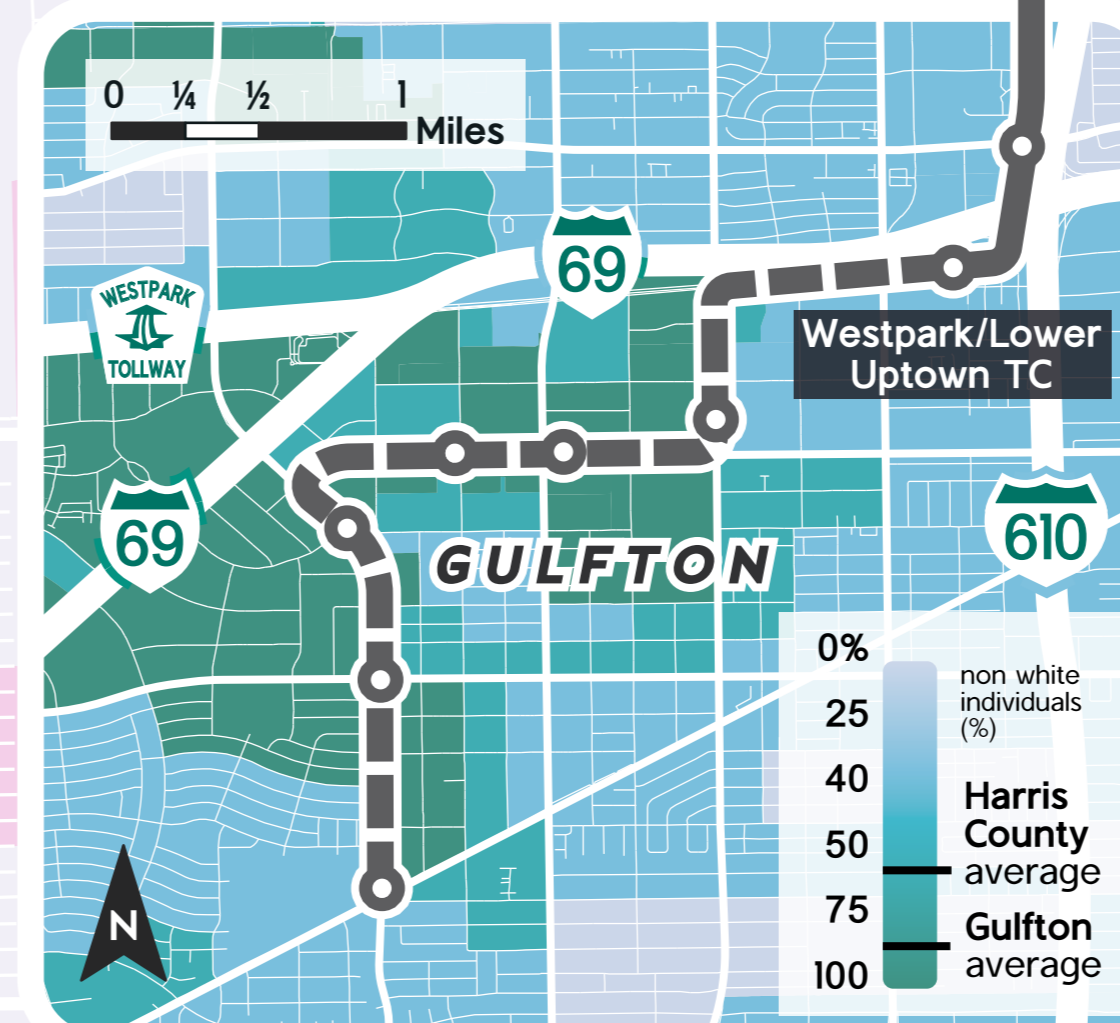 0 ¼ ½ 1
Miles
69
WESTPARK
TOLLWAY
Westpark/Lower
Uptown TC
69
610
GULFTON
0%
25
40
50
75
100
non white
individuals
(%)
Harris
County
average
Gulfton
average
N